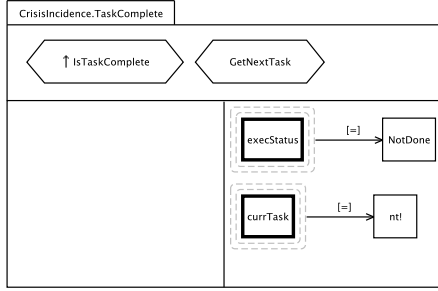 CrisisIncidence.TaskComplete
↑ IsTaskComplete
GetNextTask
execStatus
[=]
NotDone
currTask
[=]
nt!